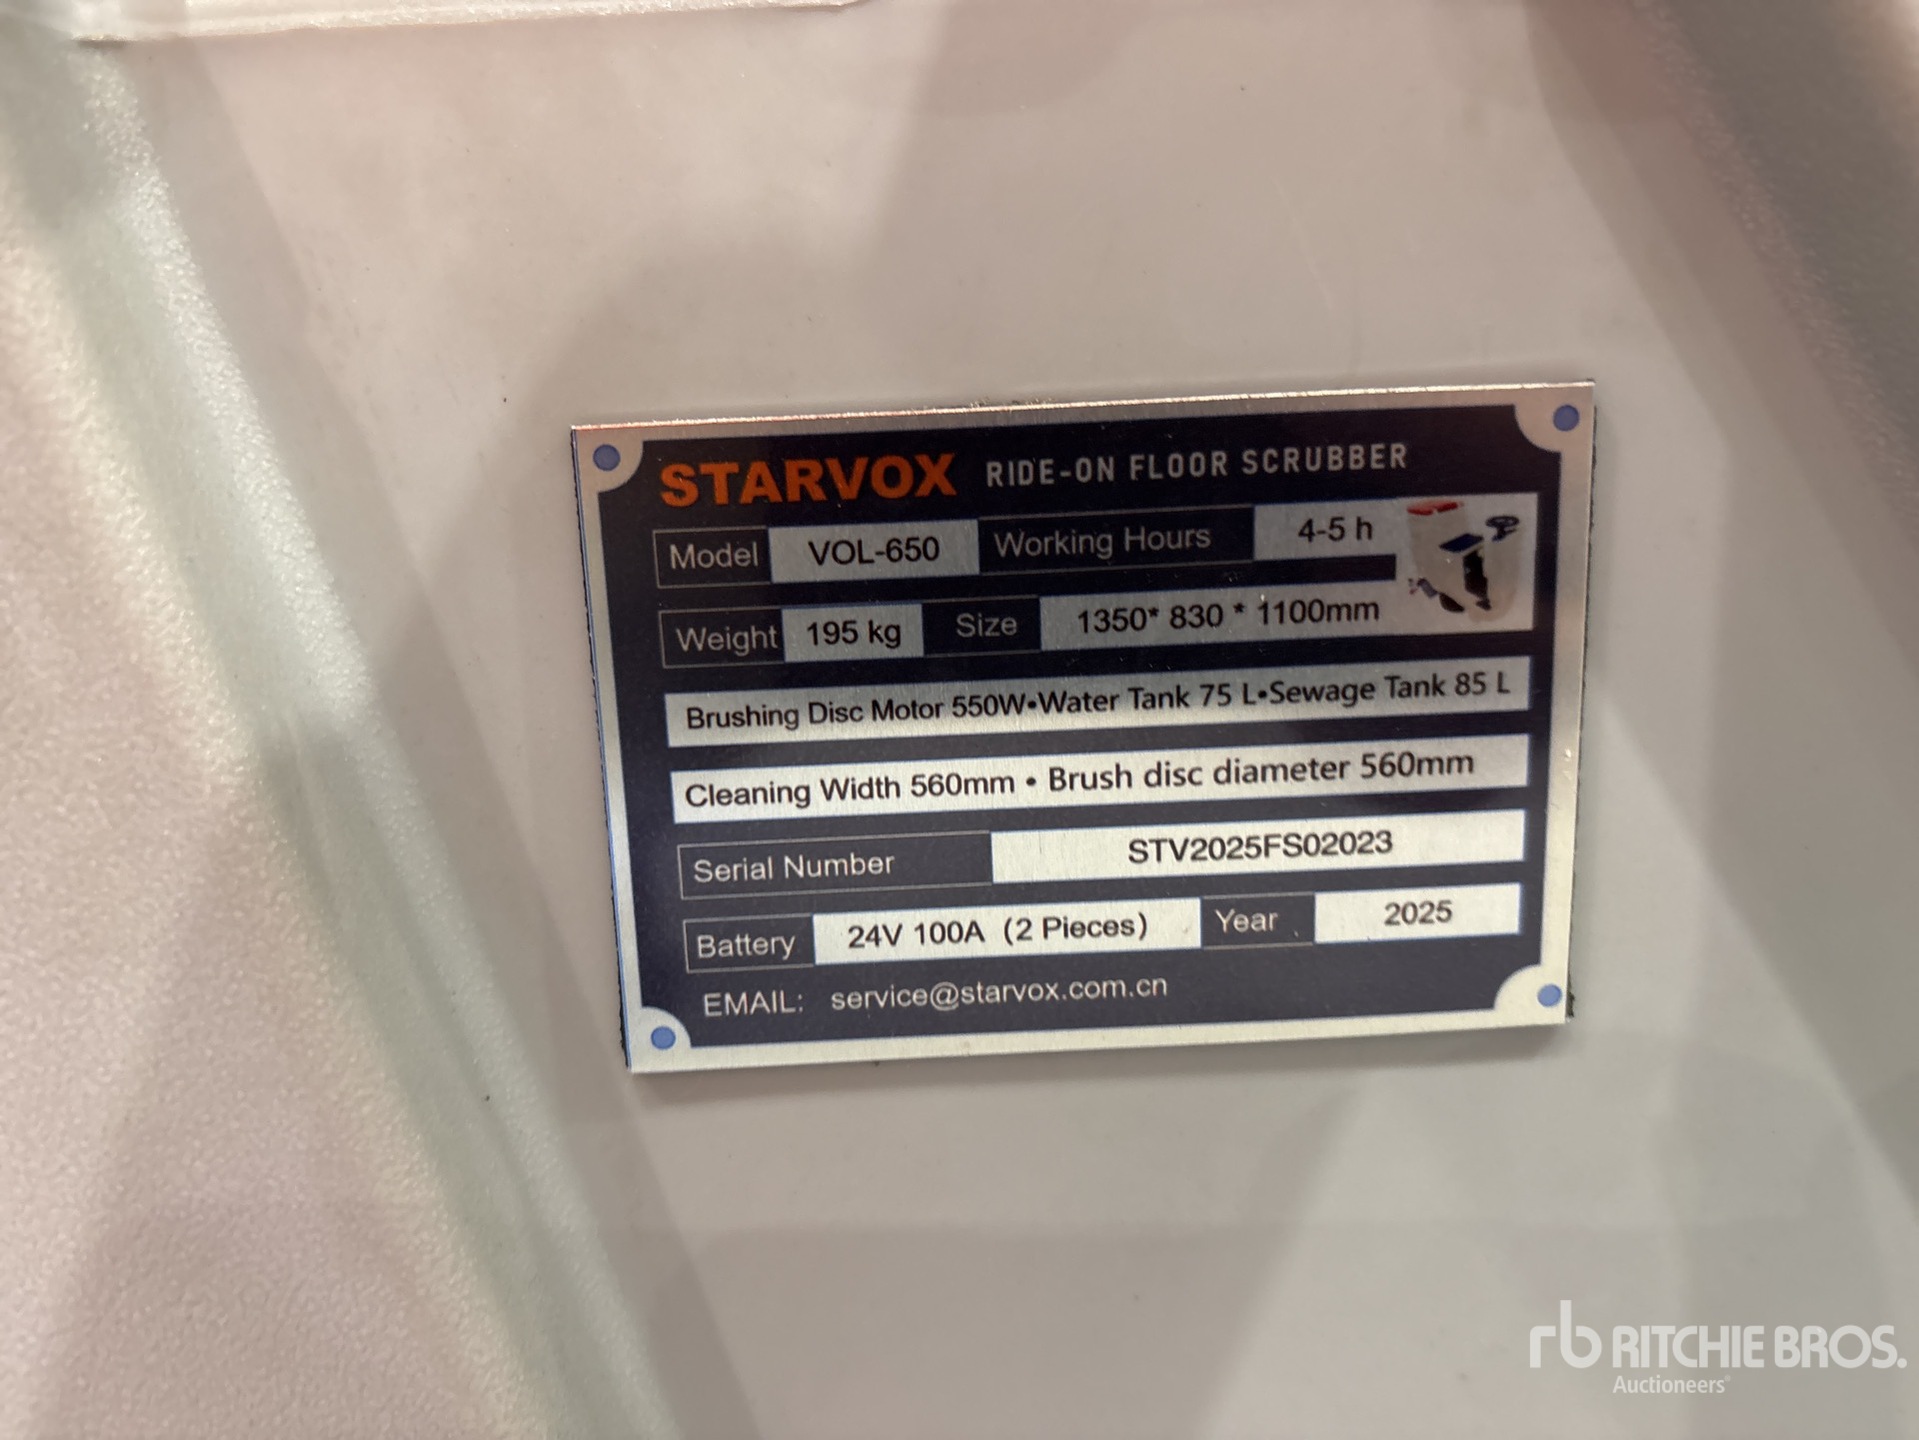 STARVOX RIDE-ON FLOOR SCRUBBER
Model VOL-650 Working Hours 4-5 h
Weight 195 kg Size 1350* 830 * 1100mm
Brushing Disc Motor 550W•Water Tank 75 L•Sewage Tank 85 L
Cleaning Width 560mm • Brush disc diameter 560mm
Serial Number STV2025FS02023
Battery 24V 100A (2 Pieces) Year 2025
EMAIL: service@starvox.com.cn
rb RITCHIE BROS.
Auctioneers